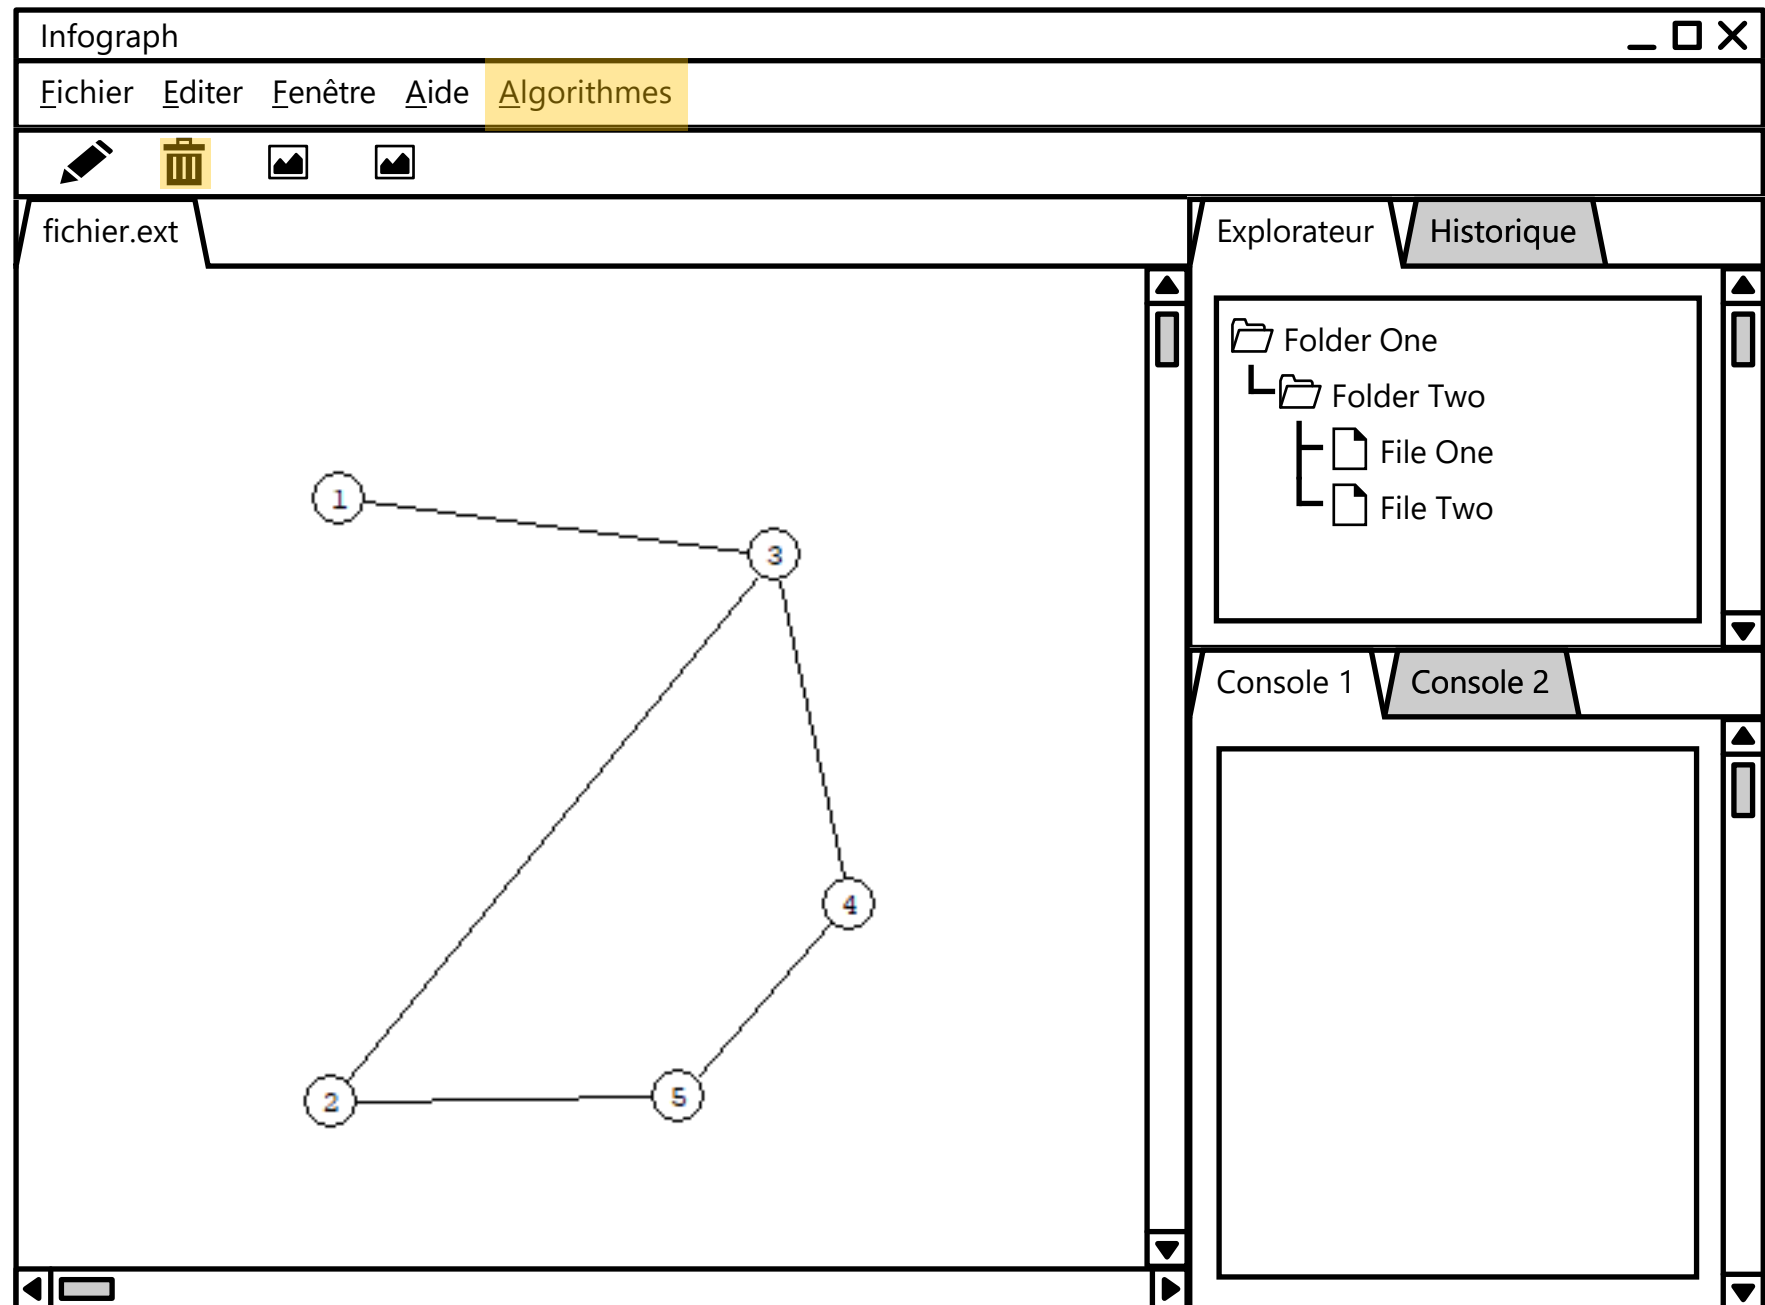 Infograph
Fichier Editer Fenêtre Aide Algorithmes
fichier.ext
Explorateur Historique
Folder One
Folder Two
File One
File Two
Console 1 Console 2
1
3
4
2
5